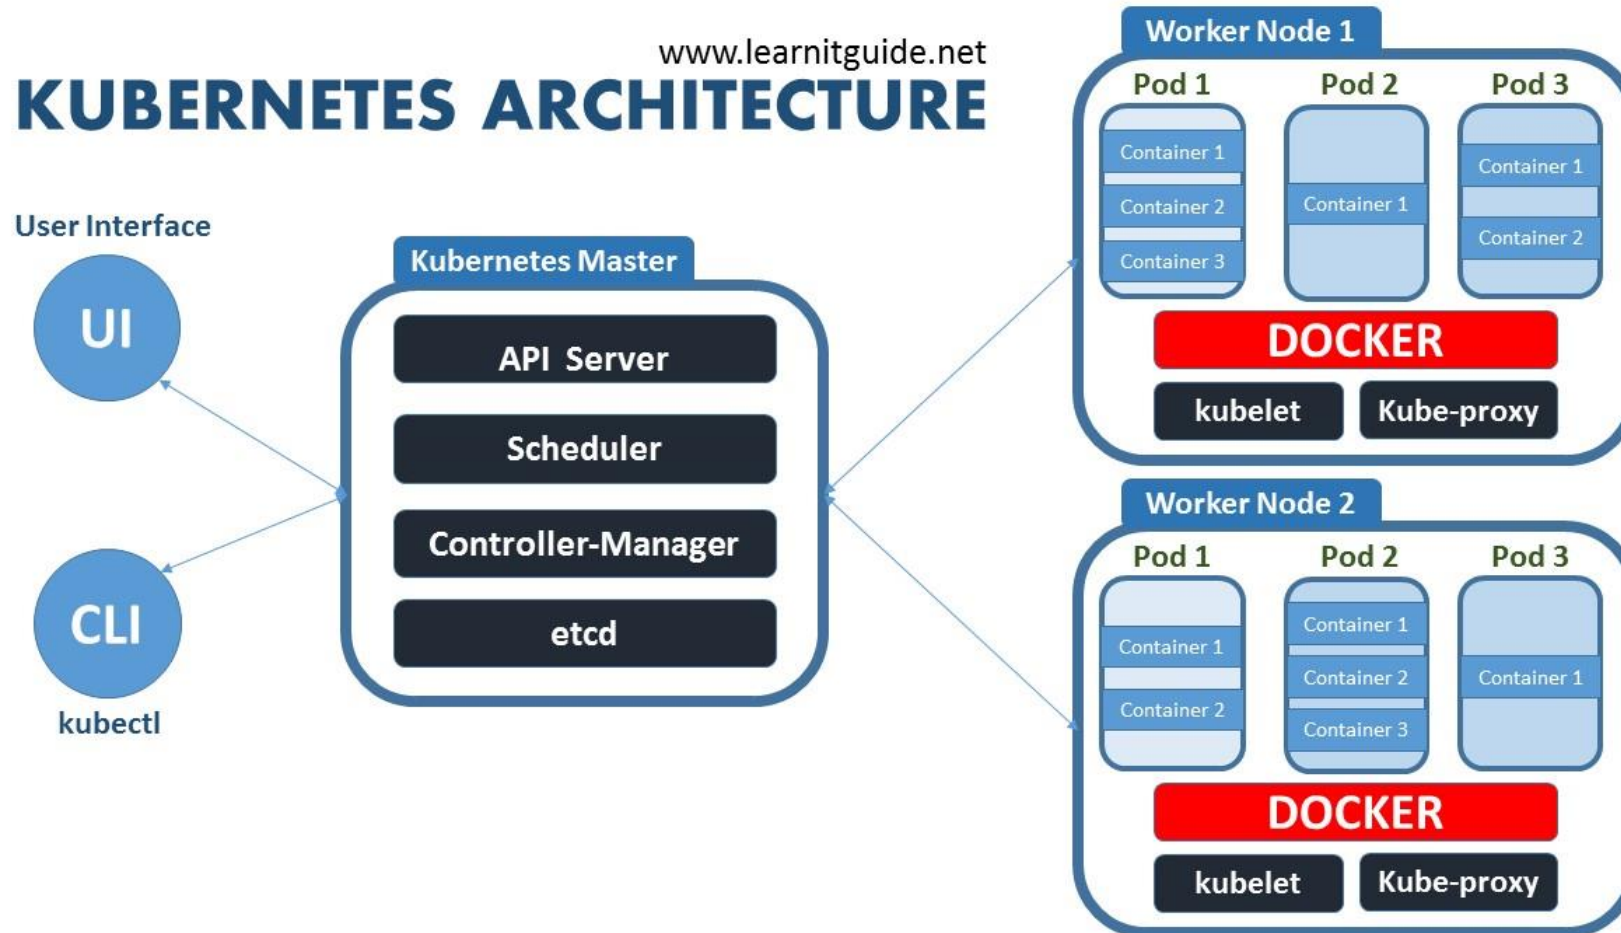 www.learnitguide.net
KUBERNETES ARCHITECTURE
User Interface
UI
CLI
kubectl
Kubernetes Master
API Server
Scheduler
Controller-Manager
etcd
Worker Node 1
Pod 1
Container 1
Container 2
Container 3
Pod 2
Container 1
Pod 3
Container 1
Container 2
DOCKER
kubelet
Kube-proxy
Worker Node 2
Pod 1
Container 1
Container 2
Pod 2
Container 1
Container 2
Container 3
Pod 3
Container 1
DOCKER
kubelet
Kube-proxy